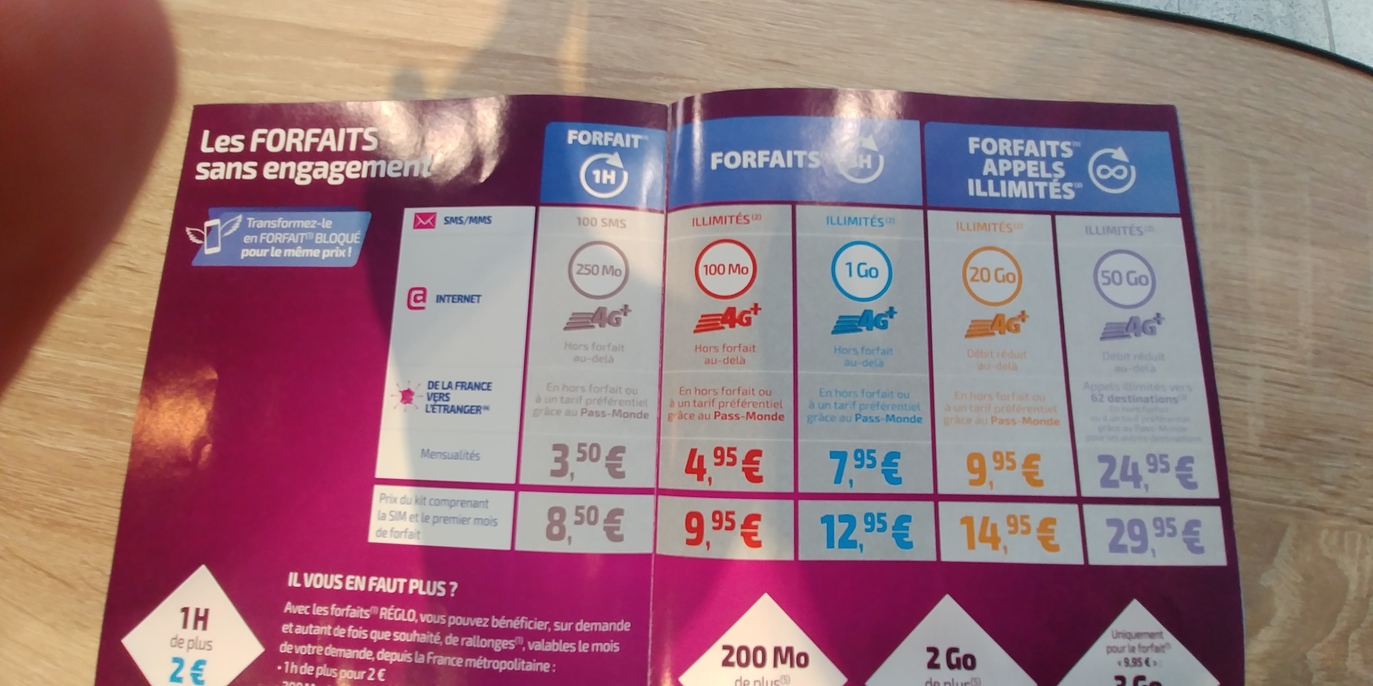 Les FORFAITS
sans engagement
Transformez-le
en FORFAIT⁽¹⁾ BLOQUÉ
pour le même prix !
FORFAIT
1H
FORFAITS
H
FORFAITS
APPELS
ILLIMITÉS
∞
SMS/MMS
100 SMS
ILLIMITÉS⁽²⁾
ILLIMITÉS⁽²⁾
ILLIMITÉS⁽²⁾
ILLIMITÉS⁽²⁾
INTERNET
250 Mo
4G+
Hors forfait
au-delà
100 Mo
4G+
Hors forfait
au-delà
1 Go
4G+
Hors forfait
au-delà
20 Go
4G+
Débit réduit
au-delà
50 Go
4G+
Débit réduit
au-delà
DE LA FRANCE
VERS
L'ÉTRANGER
En hors forfait ou
à un tarif préférentiel
grâce au Pass-Monde
En hors forfait ou
à un tarif préférentiel
grâce au Pass-Monde
En hors forfait ou
à un tarif préférentiel
grâce au Pass-Monde
En hors forfait ou
à un tarif préférentiel
grâce au Pass-Monde
Appels illimités vers
62 destinations
Mensualités
3,50€
4,95€
7,95€
9,95€
24,95€
Prix du kit comprenant
la SIM et le premier mois
de forfait
8,50€
9,95€
12,95€
14,95€
29,95€
IL VOUS EN FAUT PLUS ?
Avec les forfaits⁽¹⁾ RÉGLO, vous pouvez bénéficier, sur demande
et autant de fois que souhaité, de rallonges, valables le mois
de votre demande, depuis la France métropolitaine :
• 1h de plus pour 2 €
1H
de plus
2 €
200 Mo
de plus⁽⁵⁾
2 Go
de plus⁽⁵⁾
Uniquement
pour le forfait
« 9,95 € »
Go